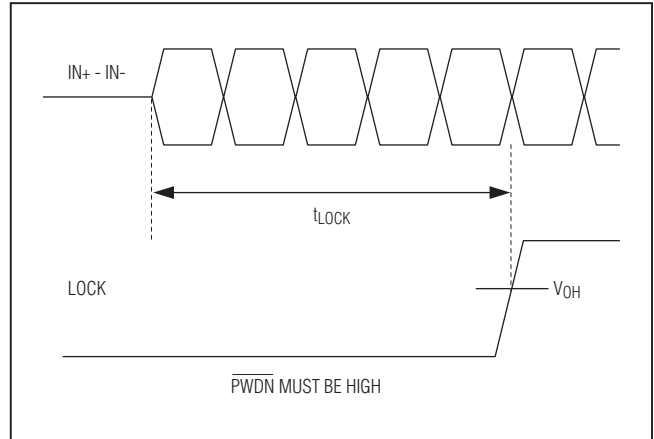 IN+ - IN-
tLOCK
LOCK
VOH
PWDN MUST BE HIGH